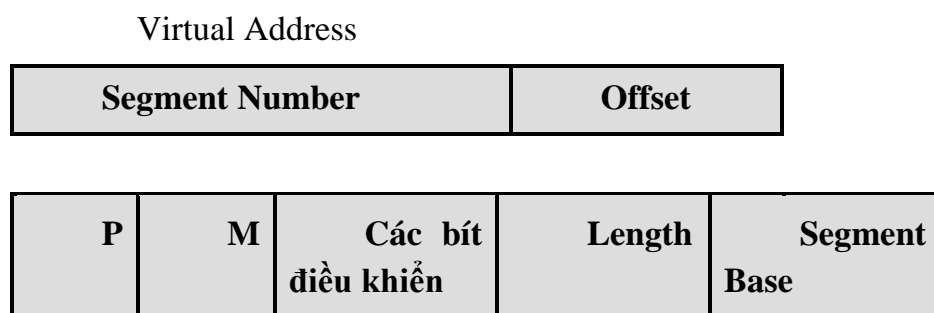 Virtual Address
Segment Number Offset
P M Các bít điều khiển Length Segment Base